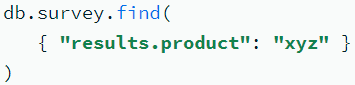 db.survey.find(
   { "results.product": "xyz" }
)